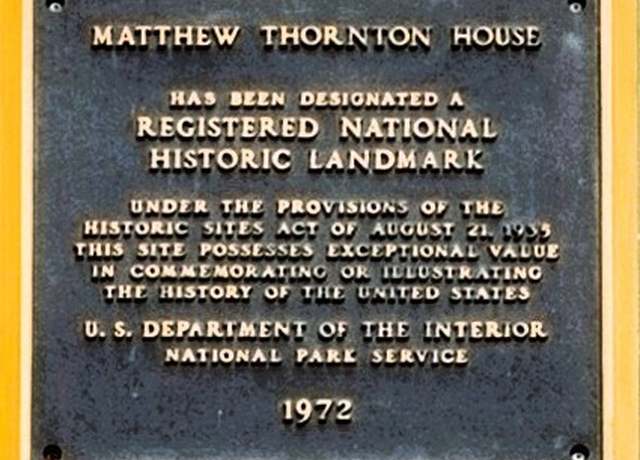 MATTHEW THORNTON HOUSE
HAS BEEN DESIGNATED A
REGISTERED NATIONAL
HISTORIC LANDMARK
UNDER THE PROVISIONS OF THE
HISTORIC SITES ACT OF AUGUST 21, 1935
THIS SITE POSSESSES EXCEPTIONAL VALUE
IN COMMEMORATING OR ILLUSTRATING
THE HISTORY OF THE UNITED STATES
U. S. DEPARTMENT OF THE INTERIOR
NATIONAL PARK SERVICE
1972